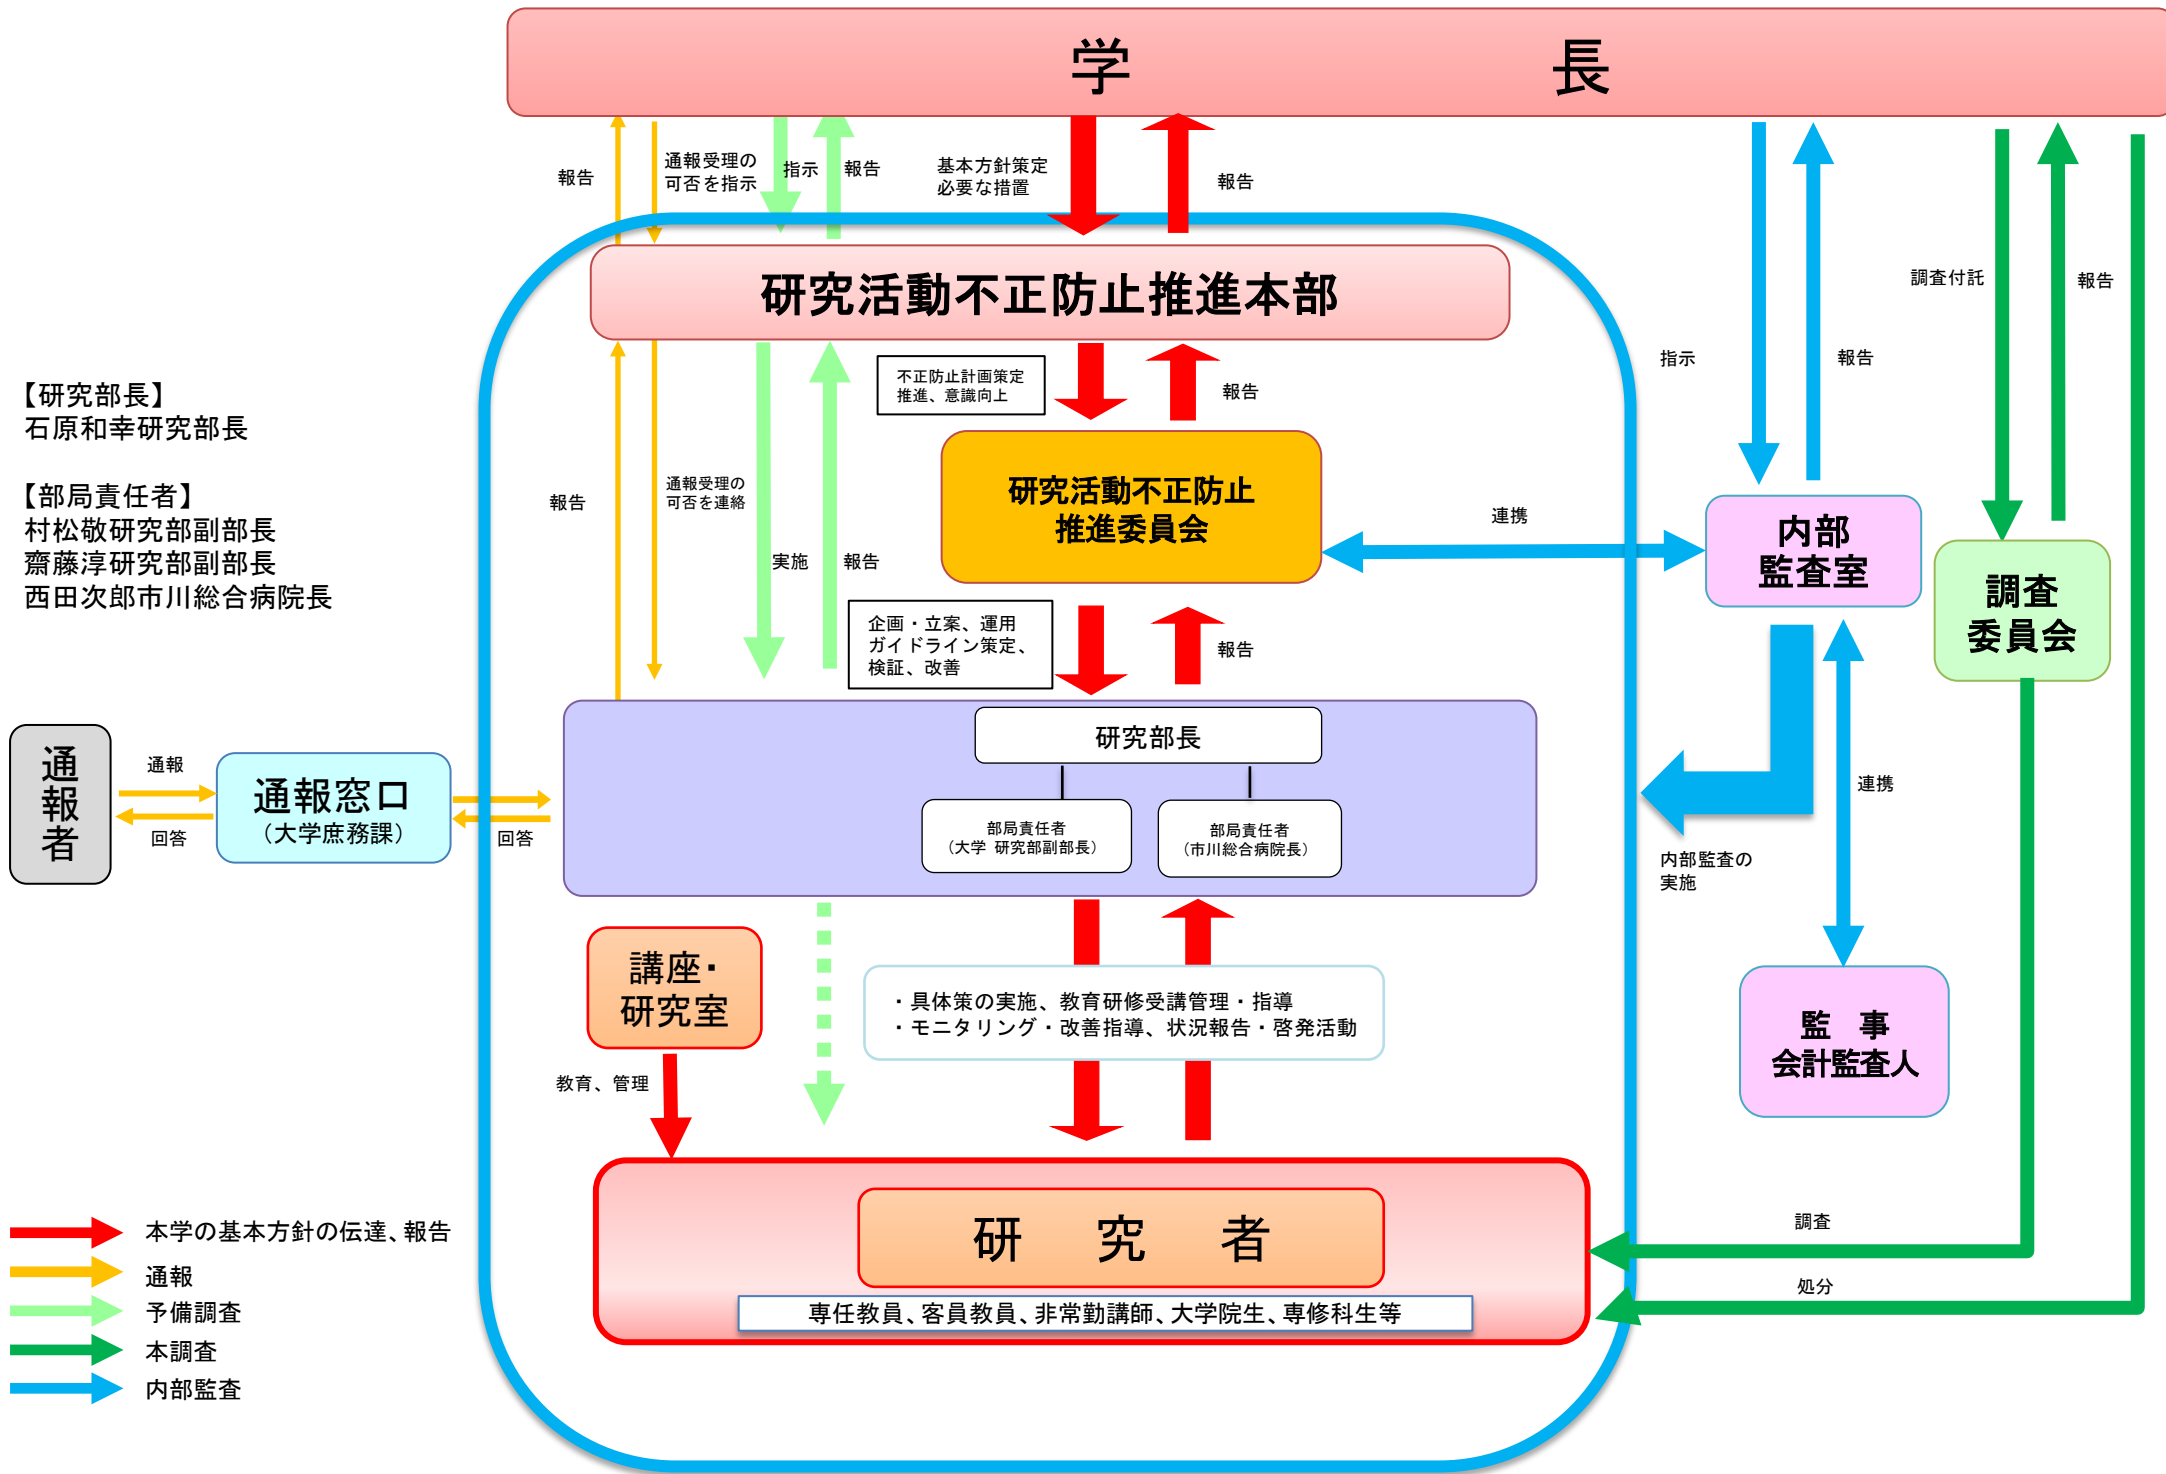 学 長
報告
通報受理の
可否を指示
指示
報告
基本方針策定
必要な措置
報告
研究活動不正防止推進本部
調査付託
報告
指示
報告
不正防止計画策定
推進、意識向上
報告
【研究部長】
石原和幸研究部長
【部局責任者】
村松敬研究部副部長
齋藤淳研究部副部長
西田次郎市川総合病院長
報告
通報受理の
可否を連絡
実施
報告
研究活動不正防止
推進委員会
連携
内部
監査室
調査
委員会
企画・立案、運用
ガイドライン策定、
検証、改善
報告
通報者
通報
回答
通報窓口
（大学庶務課）
回答
研究部長
部局責任者
（大学 研究部副部長）
部局責任者
（市川総合病院長）
連携
内部監査の
実施
講座・
研究室
・具体策の実施、教育研修受講管理・指導
・モニタリング・改善指導、状況報告・啓発活動
監 事
会計監査人
教育、管理
研 究 者
専任教員、客員教員、非常勤講師、大学院生、専修科生等
調査
処分
本学の基本方針の伝達、報告
通報
予備調査
本調査
内部監査